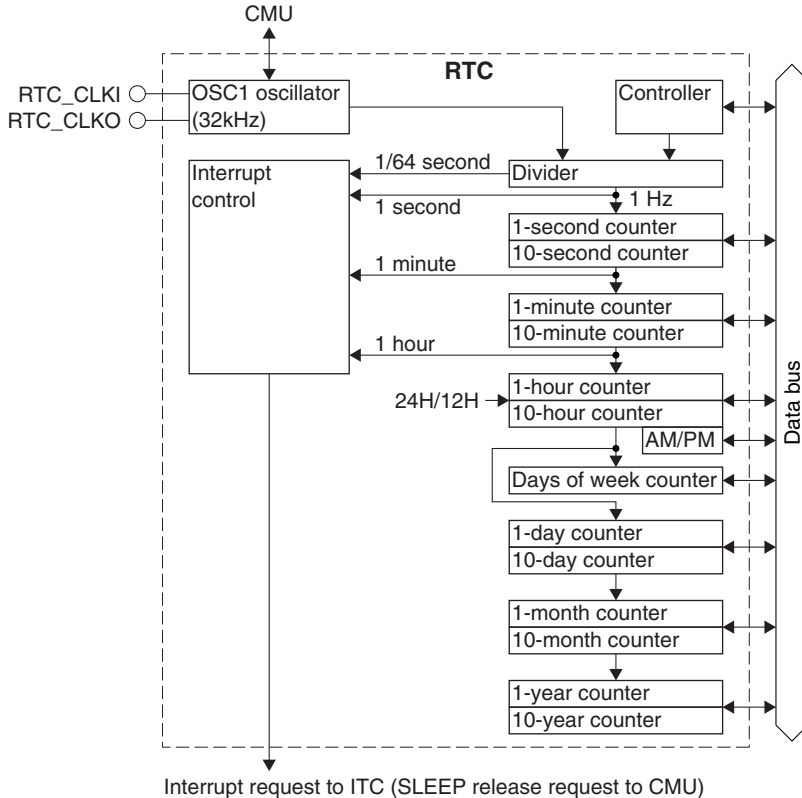 CMU
RTC
RTC_CLKI
RTC_CLKO
OSC1 oscillator
(32kHz)
Controller
Interrupt
control
1/64 second
Divider
1 second
1 Hz
1-second counter
10-second counter
1 minute
1-minute counter
10-minute counter
1 hour
24H/12H
1-hour counter
10-hour counter
AM/PM
Days of week counter
1-day counter
10-day counter
1-month counter
10-month counter
1-year counter
10-year counter
Data bus
Interrupt request to ITC (SLEEP release request to CMU)